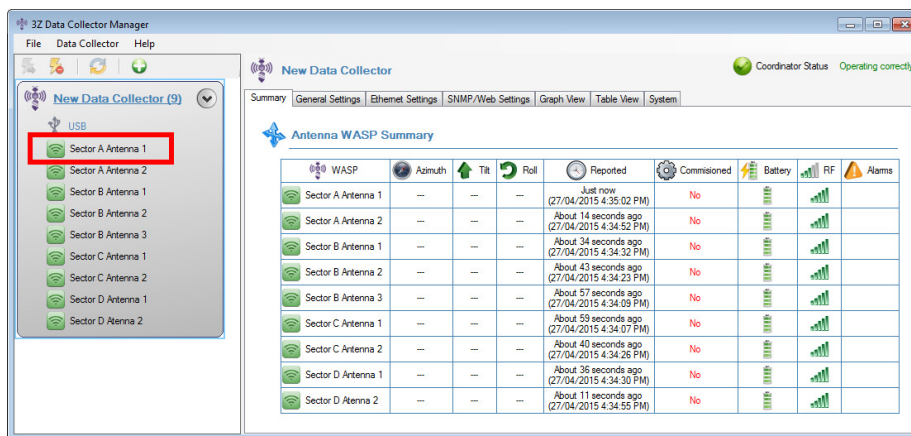 3Z Data Collector Manager
File Data Collector Help
New Data Collector (9)
USB
Sector A Antenna 1
Sector A Antenna 2
Sector B Antenna 1
Sector B Antenna 2
Sector B Antenna 3
Sector C Antenna 1
Sector C Antenna 2
Sector D Antenna 1
Sector D Atenna 2
New Data Collector
Coordinator Status Operating correctly
Summary General Settings Ethernet Settings SNMP/Web Settings Graph View Table View System
Antenna WASP Summary
WASP Azimuth Tilt Roll Reported Commisioned Battery RF Alarms
Sector A Antenna 1 --- --- --- Just now No
(27/04/2015 4:35:02 PM)
Sector A Antenna 2 --- --- --- About 14 seconds ago No
(27/04/2015 4:34:52 PM)
Sector B Antenna 1 --- --- --- About 34 seconds ago No
(27/04/2015 4:34:32 PM)
Sector B Antenna 2 --- --- --- About 43 seconds ago No
(27/04/2015 4:34:23 PM)
Sector B Antenna 3 --- --- --- About 57 seconds ago No
(27/04/2015 4:34:09 PM)
Sector C Antenna 1 --- --- --- About 59 seconds ago No
(27/04/2015 4:34:07 PM)
Sector C Antenna 2 --- --- --- About 40 seconds ago No
(27/04/2015 4:34:26 PM)
Sector D Antenna 1 --- --- --- About 36 seconds ago No
(27/04/2015 4:34:30 PM)
Sector D Atenna 2 --- --- --- About 11 seconds ago No
(27/04/2015 4:34:55 PM)